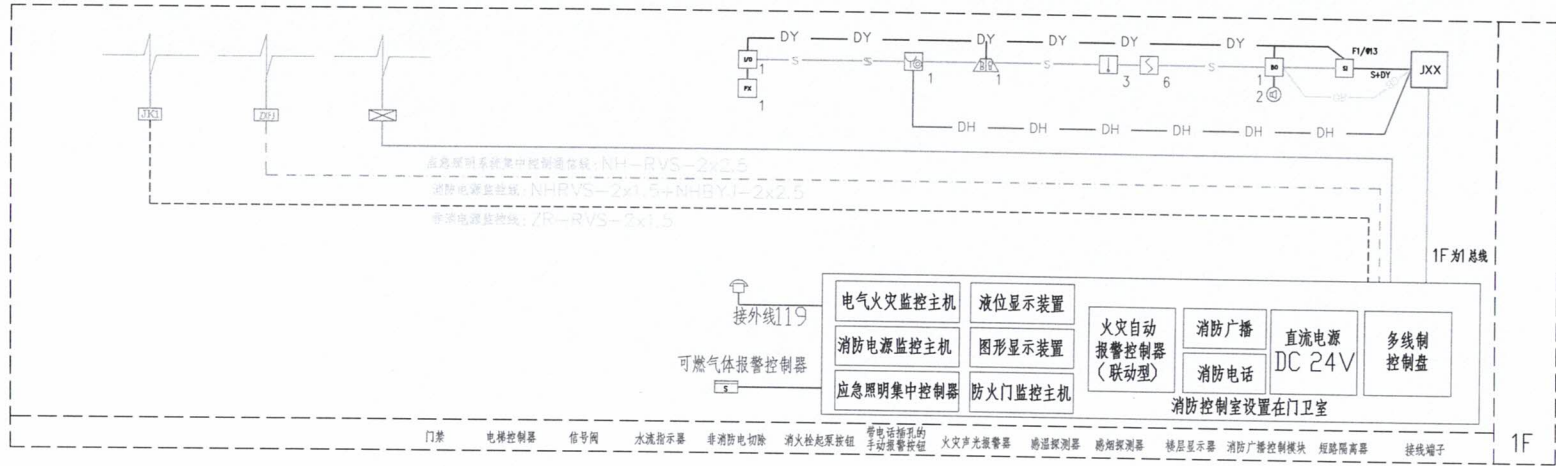 DY DY DY DY DY DY
I/O
1
S
S
1
1
S
3
6
S
1
BO
SI
F1/M13
S+DY
JXX
FX
1
2
DH DH DH DH DH DH
JK1
应急照明系统集中控制通信线:NH-RVS-2x2.5
消防电源监控线:NHRVS-2x1.5+NHBYJ-2x2.5
ZR-RVS-2x1.5
1F为1总线
接外线119
可燃气体报警控制器
S
电气火灾监控主机
液位显示装置
消防电源监控主机
图形显示装置
应急照明集中控制器
防火门监控主机
火灾自动
报警控制器
(联动型)
消防广播
消防电话
直流电源
DC 24V
多线制
控制盘
消防控制室设置在门卫室
门禁 电梯控制器 信号阀 水流指示器 非消防电切除 消火栓起泵按钮 带电话插孔的
手动报警按钮 火灾声光报警器 感温探测器 感烟探测器 楼层显示器 消防广播控制模块 短路隔离器 接线端子
1F